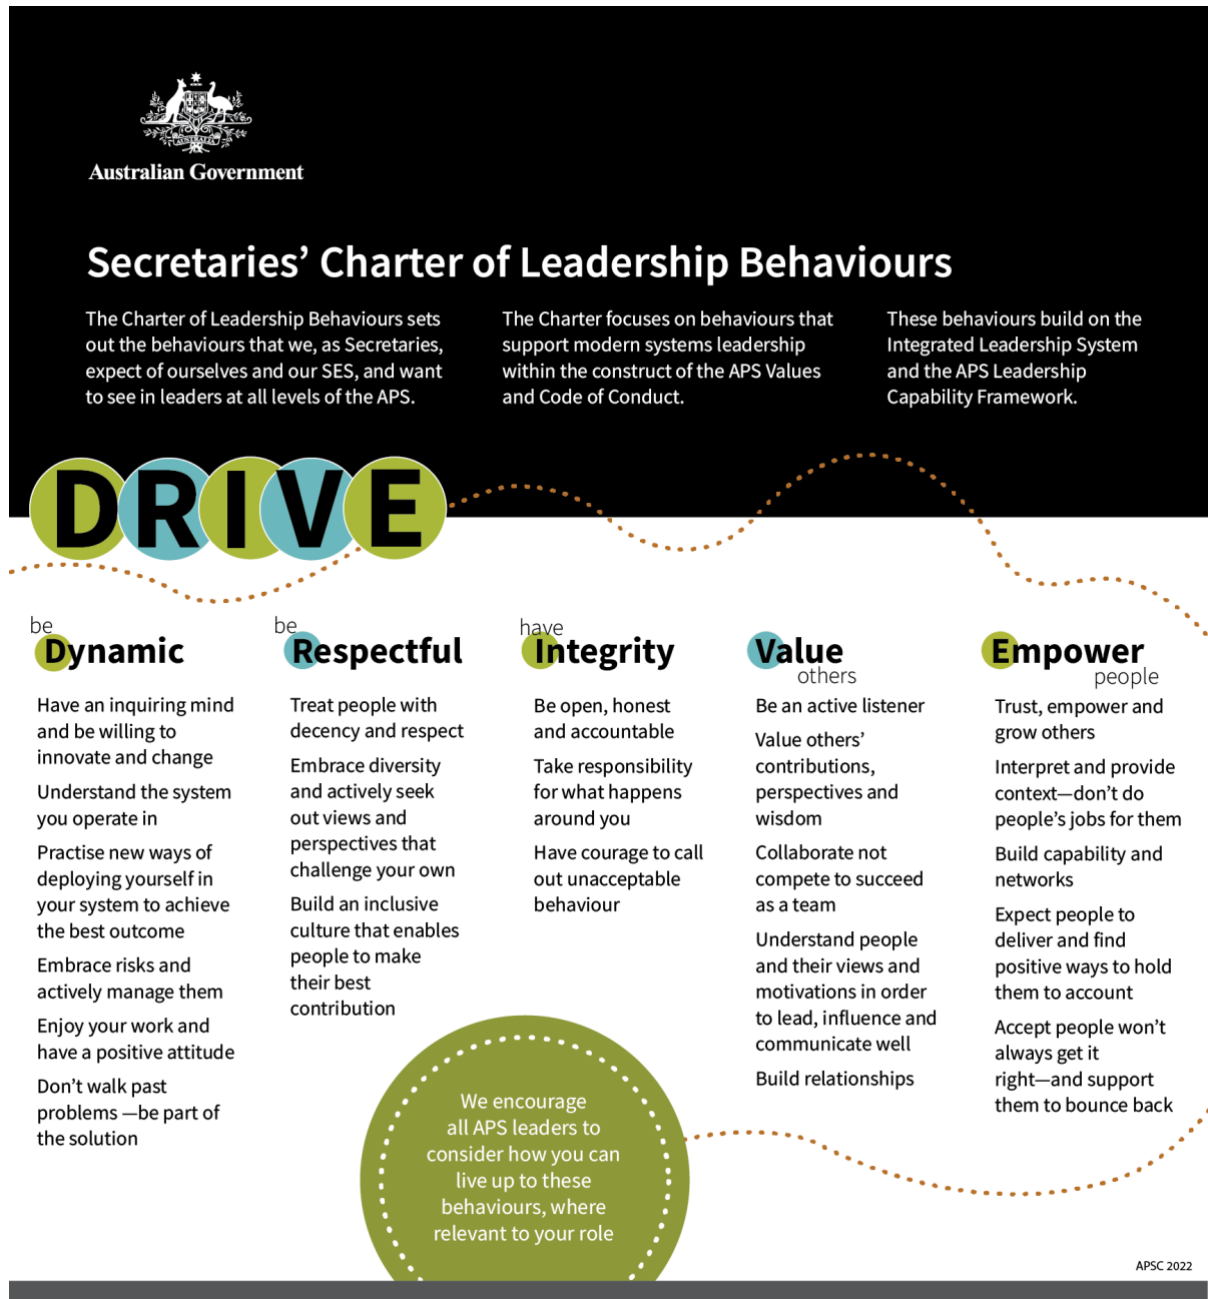 AUSTRALIA
Australian Government
Secretaries’ Charter of Leadership Behaviours
The Charter of Leadership Behaviours sets
out the behaviours that we, as Secretaries,
expect of ourselves and our SES, and want
to see in leaders at all levels of the APS.
The Charter focuses on behaviours that
support modern systems leadership
within the construct of the APS Values
and Code of Conduct.
These behaviours build on the
Integrated Leadership System
and the APS Leadership
Capability Framework.
DRIVE
be
Dynamic
Have an inquiring mind
and be willing to
innovate and change
Understand the system
you operate in
Practise new ways of
deploying yourself in
your system to achieve
the best outcome
Embrace risks and
actively manage them
Enjoy your work and
have a positive attitude
Don’t walk past
problems —be part of
the solution
be
Respectful
Treat people with
decency and respect
Embrace diversity
and actively seek
out views and
perspectives that
challenge your own
Build an inclusive
culture that enables
people to make
their best
contribution
have
Integrity
Be open, honest
and accountable
Take responsibility
for what happens
around you
Have courage to call
out unacceptable
behaviour
Value
others
Be an active listener
Value others’
contributions,
perspectives and
wisdom
Collaborate not
compete to succeed
as a team
Understand people
and their views and
motivations in order
to lead, influence and
communicate well
Build relationships
Empower
people
Trust, empower and
grow others
Interpret and provide
context—don’t do
people’s jobs for them
Build capability and
networks
Expect people to
deliver and find
positive ways to hold
them to account
Accept people won’t
always get it
right—and support
them to bounce back
We encourage
all APS leaders to
consider how you can
live up to these
behaviours, where
relevant to your role
APSC 2022